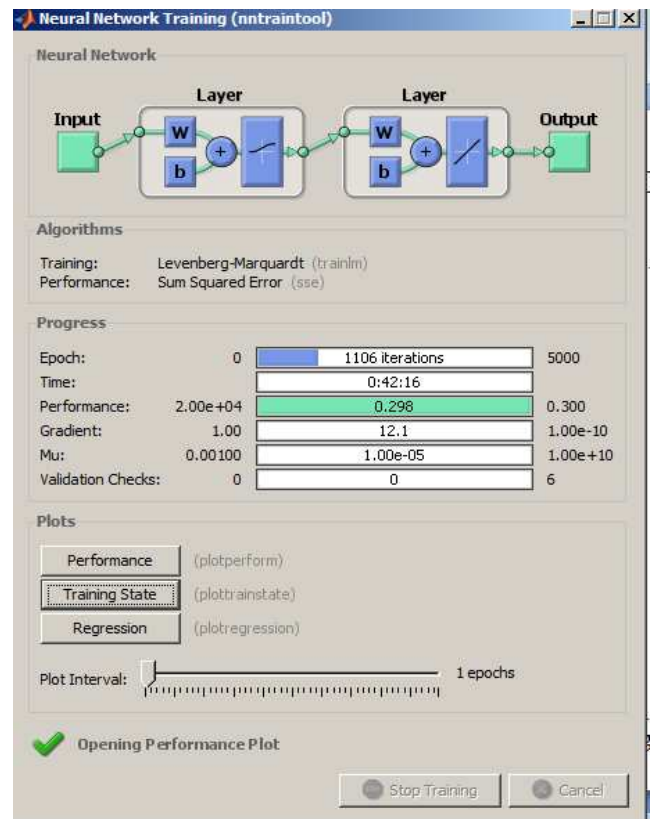 Neural Network Training (nntraintool)
Neural Network
Layer Layer
Input Output
W W
+ +
b b
Algorithms
Training: Levenberg-Marquardt (trainlm)
Performance: Sum Squared Error (sse)
Progress
Epoch: 0 1106 iterations 5000
Time: 0:42:16
Performance: 2.00e+04 0.298 0.300
Gradient: 1.00 12.1 1.00e-10
Mu: 0.00100 1.00e-05 1.00e+10
Validation Checks: 0 0 6
Plots
Performance (plotperform)
Training State (plottrainstate)
Regression (plotregression)
Plot Interval: 1 epochs
Opening Performance Plot
Stop Training Cancel